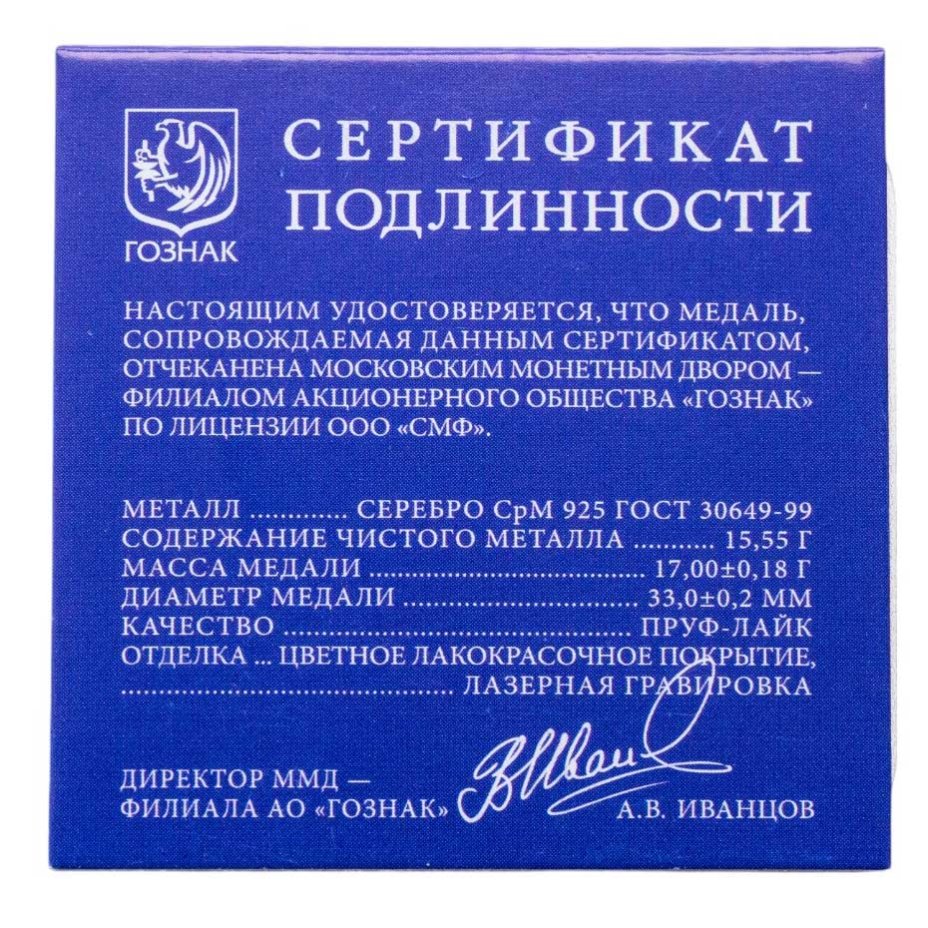 СЕРТИФИКАТ
ПОДЛИННОСТИ
ГОЗНАК
НАСТОЯЩИМ УДОСТОВЕРЯЕТСЯ, ЧТО МЕДАЛЬ,
СОПРОВОЖДАЕМАЯ ДАННЫМ СЕРТИФИКАТОМ,
ОТЧЕКАНЕНА МОСКОВСКИМ МОНЕТНЫМ ДВОРОМ —
ФИЛИАЛОМ АКЦИОНЕРНОГО ОБЩЕСТВА «ГОЗНАК»
ПО ЛИЦЕНЗИИ ООО «СМФ».
МЕТАЛЛ ............. СЕРЕБРО СрМ 925 ГОСТ 30649-99
СОДЕРЖАНИЕ ЧИСТОГО МЕТАЛЛА ........... 15,55 Г
МАССА МЕДАЛИ ..................................... 17,00±0,18 Г
ДИАМЕТР МЕДАЛИ ............................... 33,0±0,2 ММ
КАЧЕСТВО ............................................... ПРУФ-ЛАЙК
ОТДЕЛКА ... ЦВЕТНОЕ ЛАКОКРАСОЧНОЕ ПОКРЫТИЕ,
............................................. ЛАЗЕРНАЯ ГРАВИРОВКА
ДИРЕКТОР ММД —
ФИЛИАЛА АО «ГОЗНАК» А.В. ИВАНЦОВ